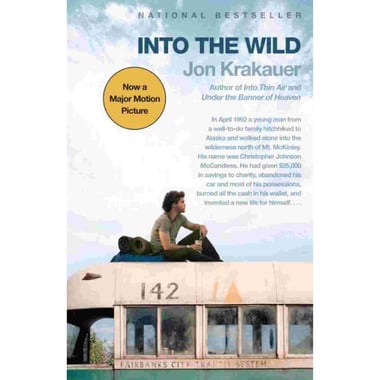 NATIONAL BESTSELLER
INTO THE WILD
Jon Krakauer
Author of Into Thin Air and
Under the Banner of Heaven
Now a
Major Motion
Picture
In April 1992 a young man from
a well-to-do family hitchhiked to
Alaska and walked alone into the
wilderness north of Mt. McKinley.
His name was Christopher Johnson
McCandless. He had given $25,000
in savings to charity, abandoned his
car and most of his possessions,
burned all the cash in his wallet, and
invented a new life for himself. . . .
142
FAIRBANKS CITY TRANSIT SYSTEM